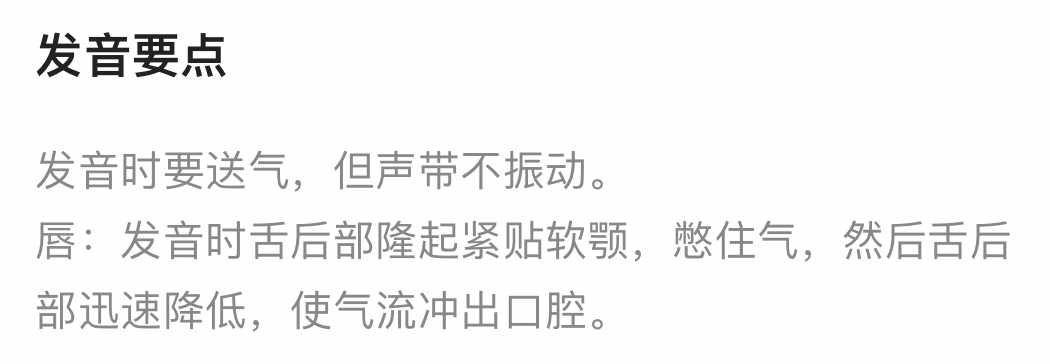 发音要点
发音时要送气，但声带不振动。
唇：发音时舌后部隆起紧贴软颚，憋住气，然后舌后
部迅速降低，使气流冲出口腔。